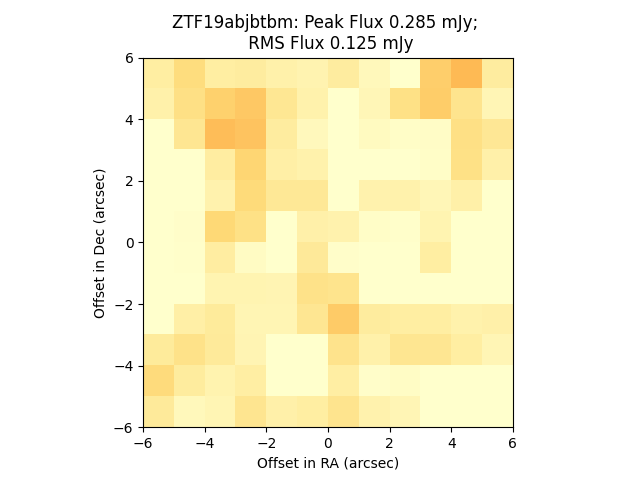 ZTF19abjbtbm: Peak Flux 0.285 mJy;
RMS Flux 0.125 mJy
6
4
2
0
−2
−4
−6
Offset in Dec (arcsec)
−6 −4 −2 0 2 4 6
Offset in RA (arcsec)